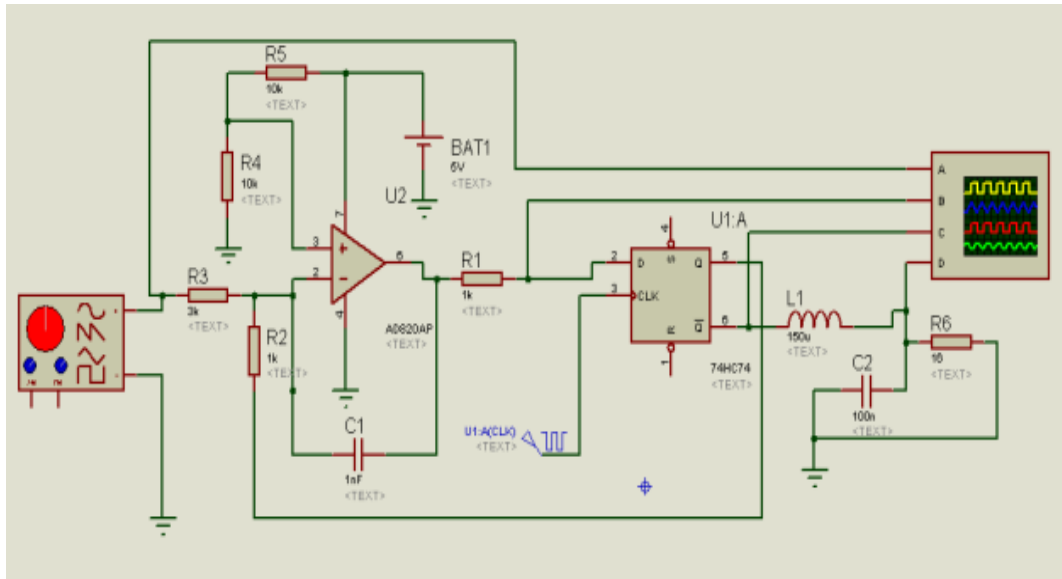 R5
10k
<TEXT>
R4
10k
<TEXT>
BAT1
6V
<TEXT>
U2
7
3
2
6
4
AD820AP
<TEXT>
R3
3k
<TEXT>
R2
1k
<TEXT>
C1
1nF
<TEXT>
R1
1k
<TEXT>
U1:A
4
S
2
D
Q
5
3
CLK
Q
6
R
1
74HC74
<TEXT>
U1:A(CLK)
<TEXT>
L1
150u
<TEXT>
R6
16
<TEXT>
C2
100n
<TEXT>
A
B
C
D